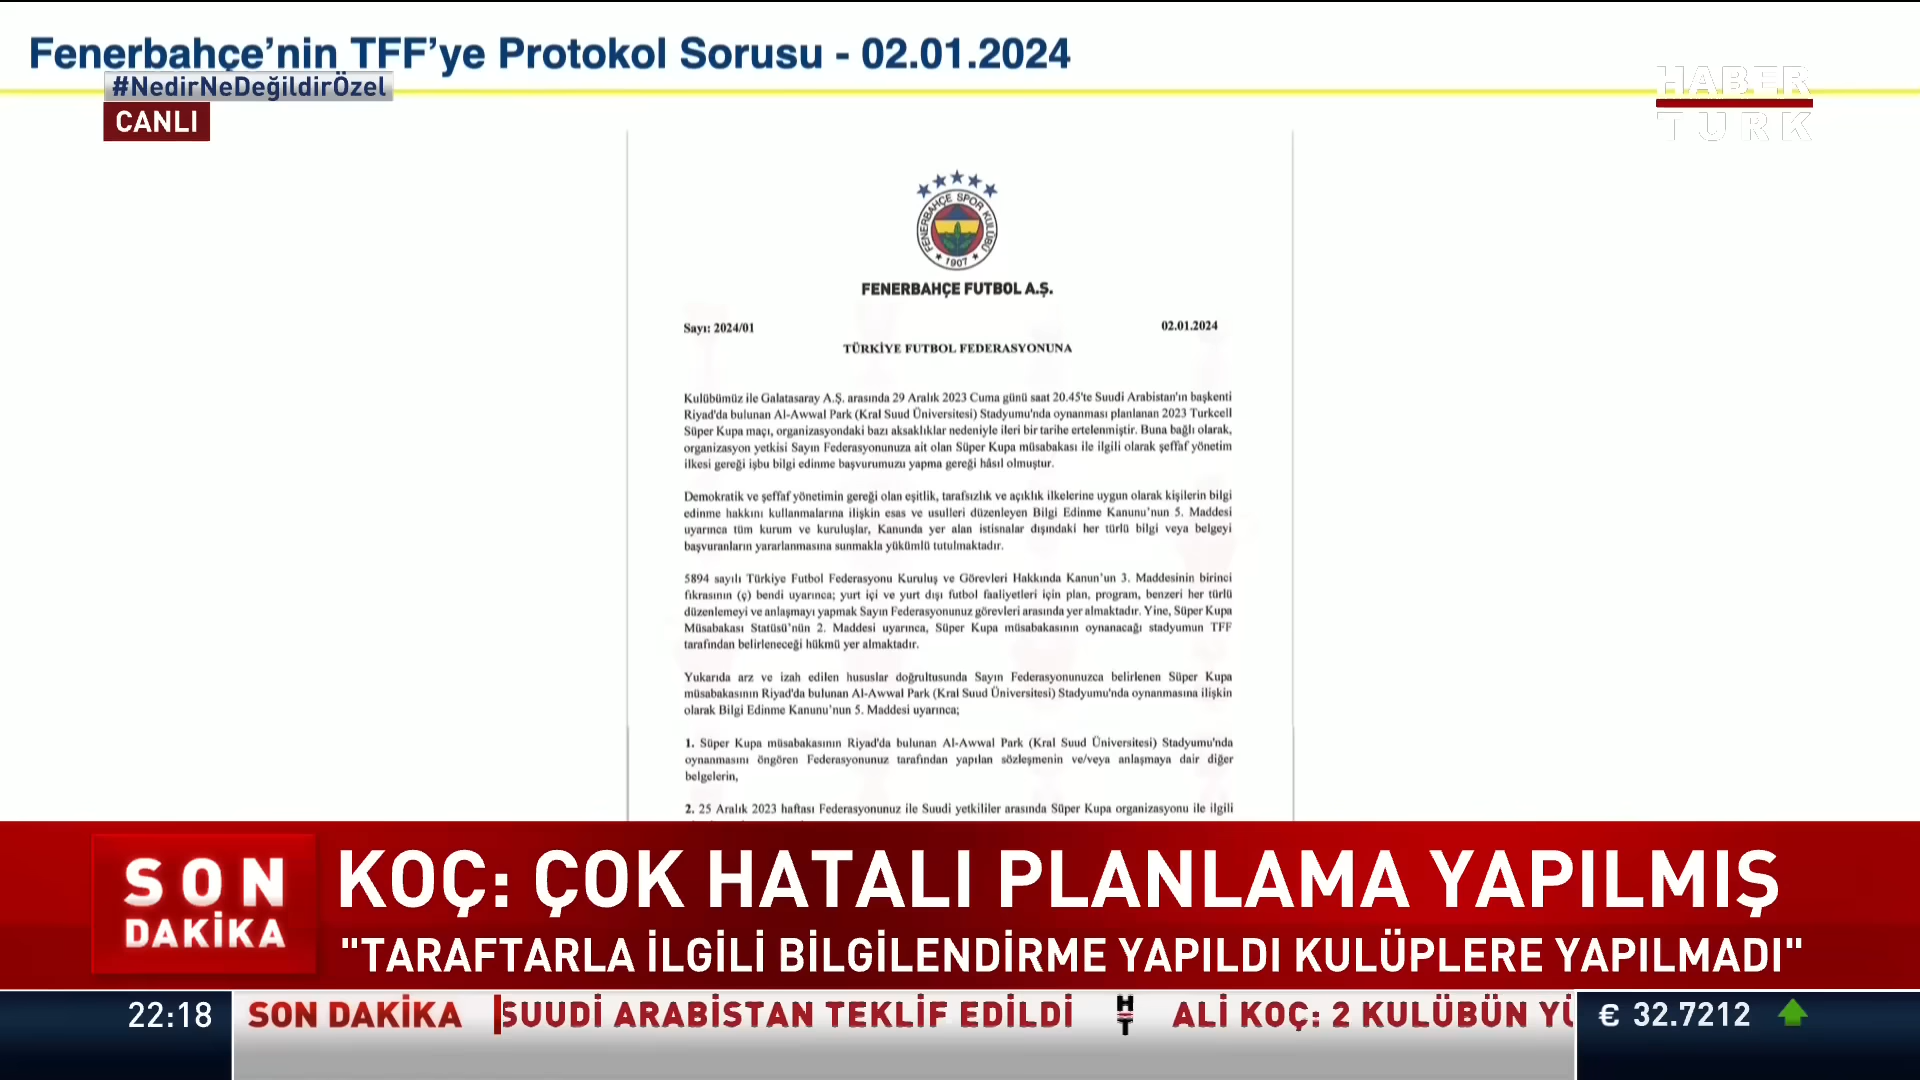 Fenerbahçe’nin TFF’ye Protokol Sorusu - 02.01.2024
#NedirNeDeğildirÖzel
CANLI
HABER
TURK
FENERBAHÇE SPOR KULÜBÜ
1907
FENERBAHÇE FUTBOL A.Ş.
Sayı: 2024/01
02.01.2024
TÜRKİYE FUTBOL FEDERASYONUNA
Kulübümüz ile Galatasaray A.Ş. arasında 29 Aralık 2023 Cuma günü saat 20.45'te Suudi Arabistan'ın başkenti
Riyad'da bulunan Al-Awwal Park (Kral Suud Üniversitesi) Stadyumu'nda oynanması planlanan 2023 Turkcell
Süper Kupa maçı, organizasyondaki bazı aksaklıklar nedeniyle ileri bir tarihe ertelenmiştir. Buna bağlı olarak,
organizasyon yetkisi Sayın Federasyonunuza ait olan Süper Kupa müsabakası ile ilgili olarak şeffaf yönetim
ilkesi gereği işbu bilgi edinme başvurumuzu yapma gereği hâsıl olmuştur.
Demokratik ve şeffaf yönetimin gereği olan eşitlik, tarafsızlık ve açıklık ilkelerine uygun olarak kişilerin bilgi
edinme hakkını kullanmalarına ilişkin esas ve usulleri düzenleyen Bilgi Edinme Kanunu’nun 5. Maddesi
uyarınca tüm kurum ve kuruluşlar, Kanunda yer alan istisnalar dışındaki her türlü bilgi veya belgeyi
başvuranların yararlanmasına sunmakla yükümlü tutulmaktadır.
5894 sayılı Türkiye Futbol Federasyonu Kuruluş ve Görevleri Hakkında Kanun’un 3. Maddesinin birinci
fıkrasının (ç) bendi uyarınca; yurt içi ve yurt dışı futbol faaliyetleri için plan, program, benzeri her türlü
düzenlemeyi ve anlaşmayı yapmak Sayın Federasyonunuz görevleri arasında yer almaktadır. Yine, Süper Kupa
Müsabakası Statüsü’nün 2. Maddesi uyarınca, Süper Kupa müsabakasının oynanacağı stadyumun TFF
tarafından belirleneceği hükmü yer almaktadır.
Yukarıda arz ve izah edilen hususlar doğrultusunda Sayın Federasyonunuzca belirlenen Süper Kupa
müsabakasının Riyad'da bulunan Al-Awwal Park (Kral Suud Üniversitesi) Stadyumu'nda oynanmasına ilişkin
olarak Bilgi Edinme Kanunu’nun 5. Maddesi uyarınca;
1. Süper Kupa müsabakasının Riyad'da bulunan Al-Awwal Park (Kral Suud Üniversitesi) Stadyumu'nda
oynanmasını öngören Federasyonunuz tarafından yapılan sözleşmenin ve/veya anlaşmaya dair diğer
belgelerin,
2. 25 Aralık 2023 haftası Federasyonunuz ile Suudi yetkililer arasında Süper Kupa organizasyonu ile ilgili
SON
DAKİKA
KOÇ: ÇOK HATALI PLANLAMA YAPILMIŞ
"TARAFTARLA İLGİLİ BİLGİLENDİRME YAPILDI KULÜPLERE YAPILMADI"
22:18
SON DAKİKA
SUUDİ ARABİSTAN TEKLİF EDİLDİ
HT
ALİ KOÇ: 2 KULÜBÜN Yİ
€ 32.7212